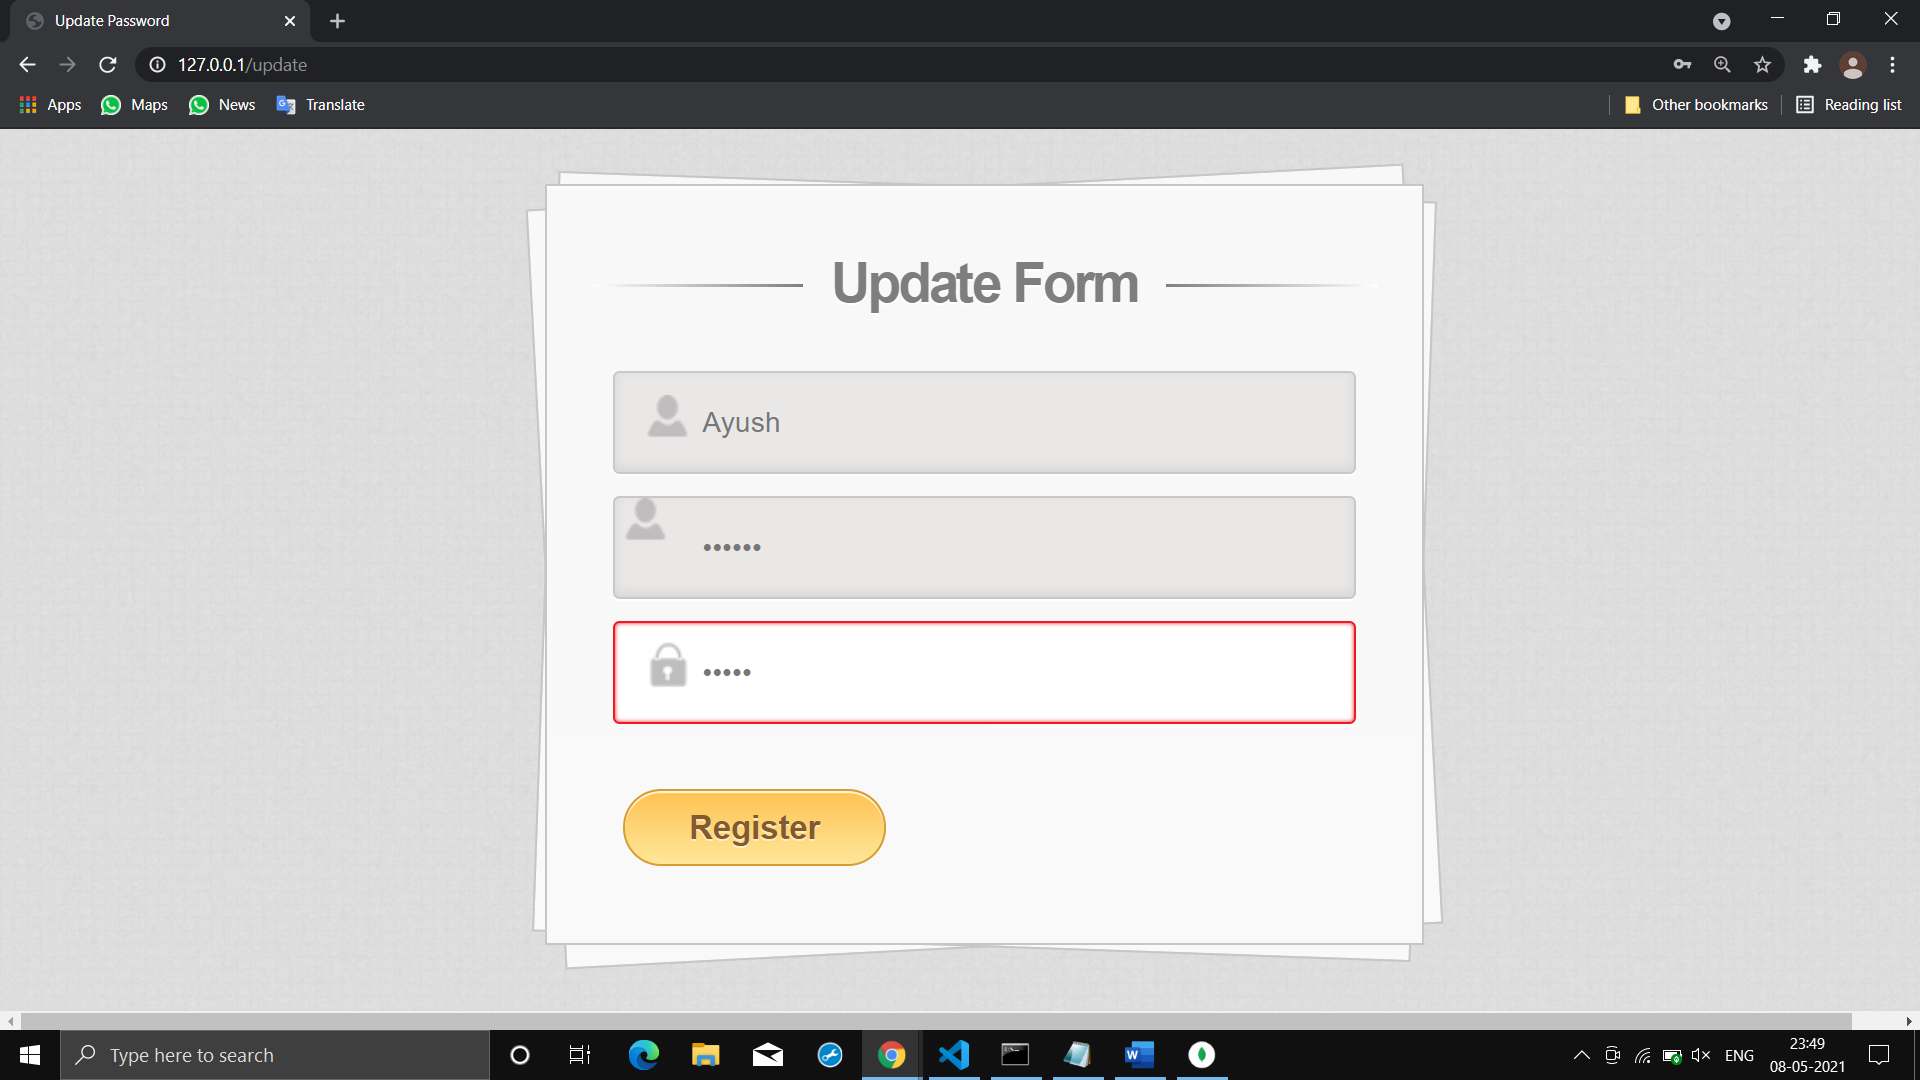 Update Password
127.0.0.1/update
Apps Maps News Translate Other bookmarks Reading list
Update Form
Ayush
••••••
•••••
Register
Type here to search
ENG
23:49
08-05-2021